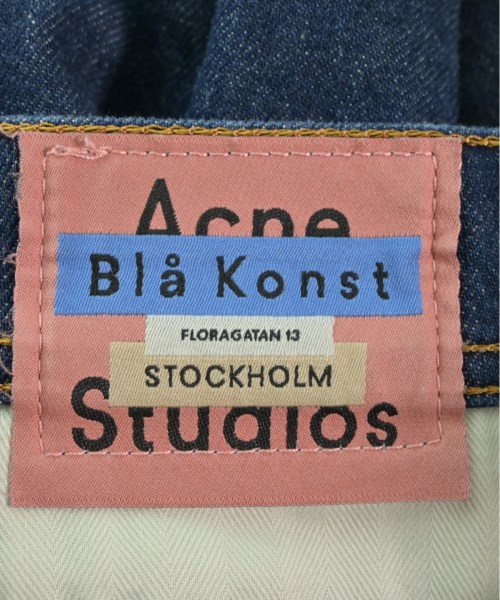 Acne
Blå Konst
FLORAGATAN 13
STOCKHOLM
Studios